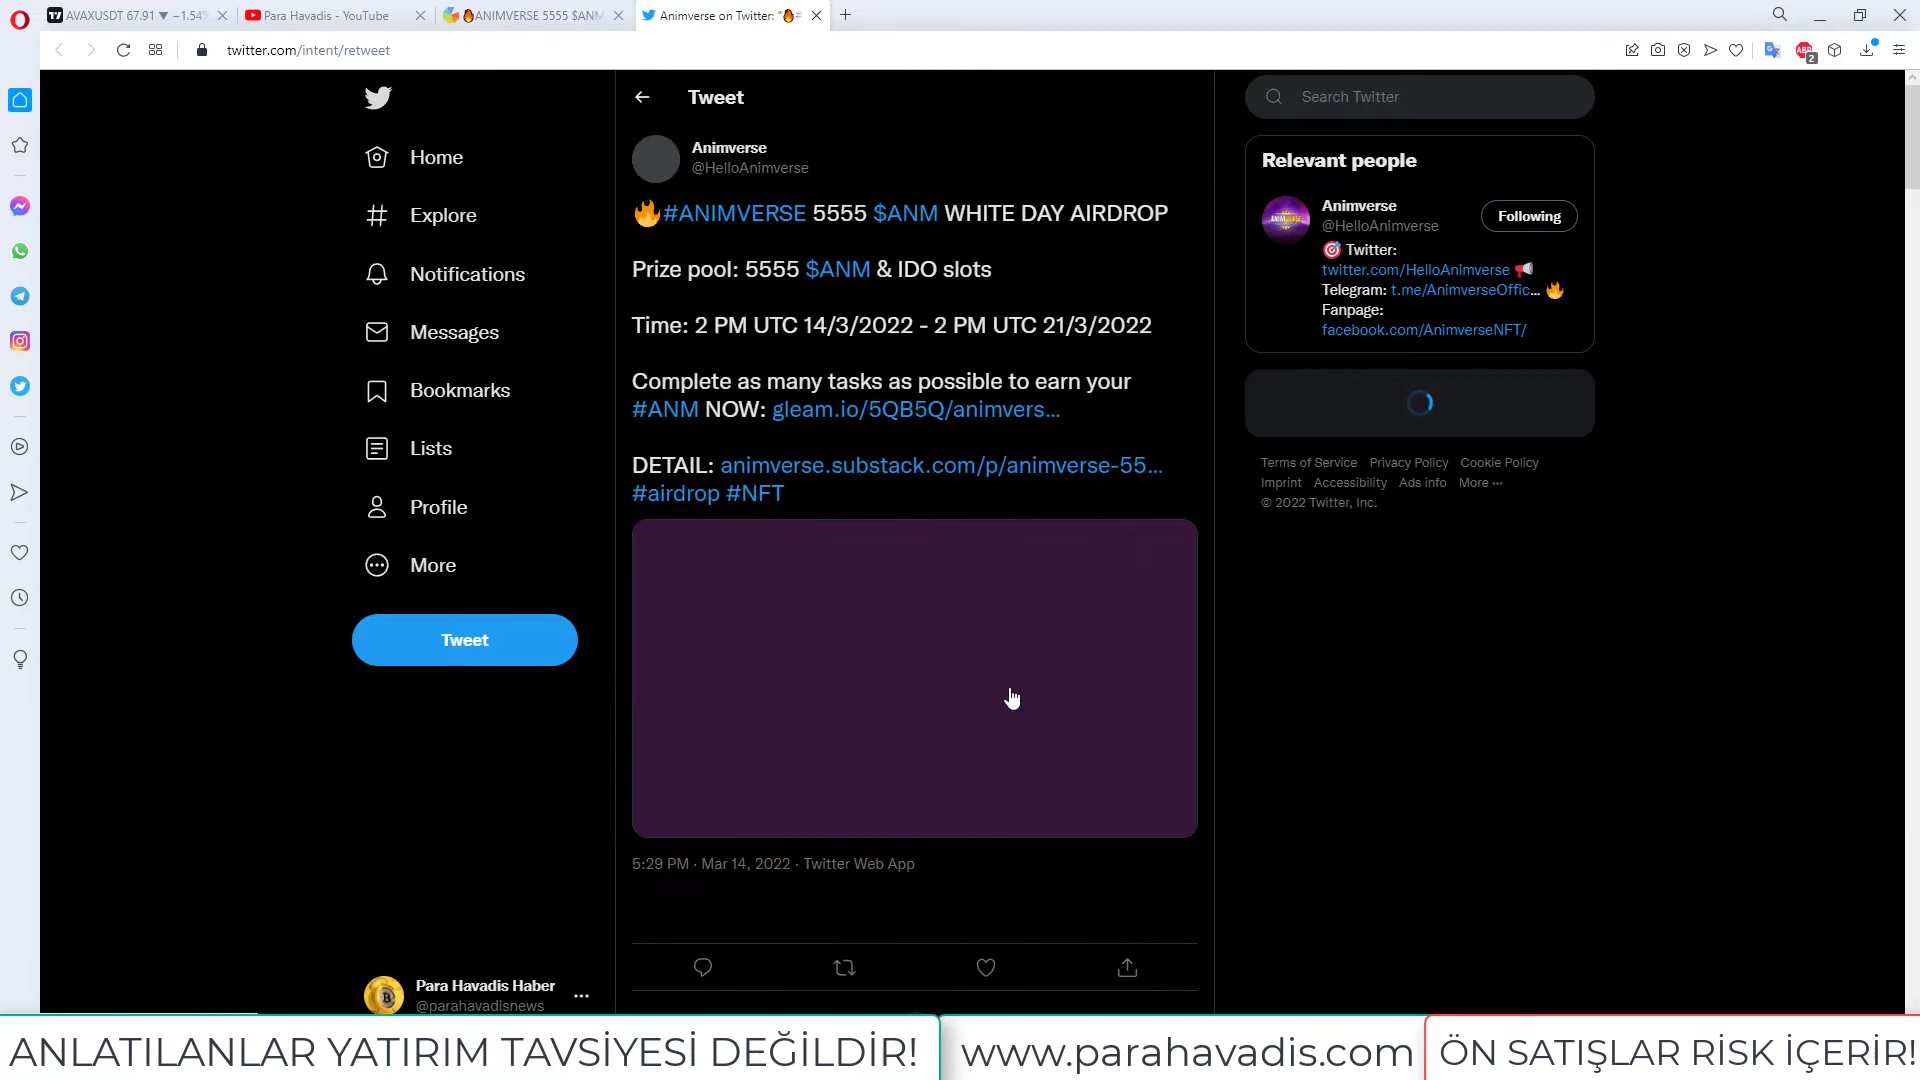 AVAXUSDT 67.91 ▼ −1.54%
Para Havadis - YouTube
🔥ANIMVERSE 5555 $ANM
Animverse on Twitter: "🔥#
twitter.com/intent/retweet
Home
Explore
Notifications
Messages
Bookmarks
Lists
Profile
More
Tweet
Para Havadis Haber
@parahavadisnews
Tweet
Animverse
@HelloAnimverse
🔥#ANIMVERSE 5555 $ANM WHITE DAY AIRDROP
Prize pool: 5555 $ANM & IDO slots
Time: 2 PM UTC 14/3/2022 - 2 PM UTC 21/3/2022
Complete as many tasks as possible to earn your
#ANM NOW: gleam.io/5QB5Q/animvers...
DETAIL: animverse.substack.com/p/animverse-55...
#airdrop #NFT
5:29 PM · Mar 14, 2022 · Twitter Web App
Search Twitter
Relevant people
ANIMVERSE
Animverse
@HelloAnimverse
Following
🎯 Twitter:
twitter.com/HelloAnimverse 📢
Telegram: t.me/AnimverseOffic... 🔥
Fanpage:
facebook.com/AnimverseNFT/
Terms of Service Privacy Policy Cookie Policy
Imprint Accessibility Ads info More ···
© 2022 Twitter, Inc.
ANLATILANLAR YATIRIM TAVSİYESİ DEĞİLDİR!
www.parahavadis.com
ÖN SATIŞLAR RİSK İÇERİR!